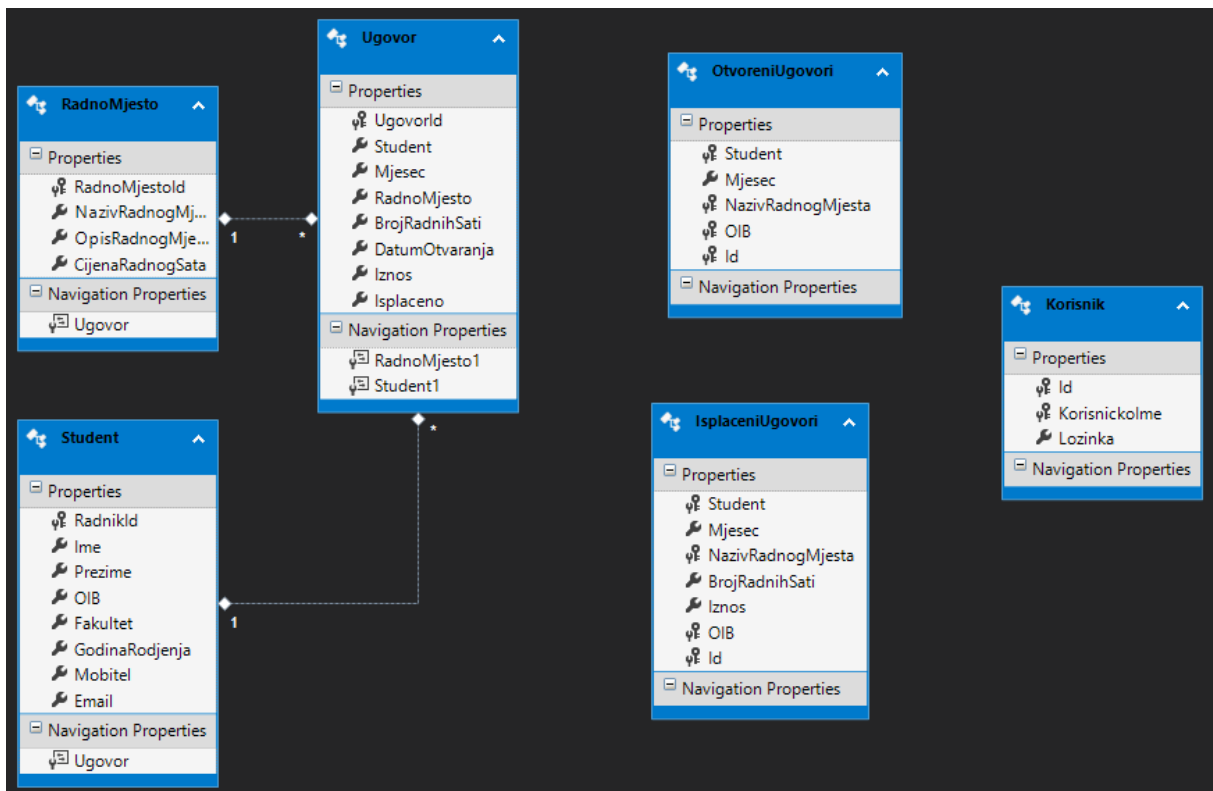 RadnoMjesto
Properties
RadnoMjestoId
NazivRadnogMj...
OpisRadnogMje...
CijenaRadnogSata
Navigation Properties
Ugovor
1
*
Ugovor
Properties
UgovorId
Student
Mjesec
RadnoMjesto
BrojRadnihSati
DatumOtvaranja
Iznos
Isplaceno
Navigation Properties
RadnoMjesto1
Student1
*
Student
Properties
RadnikId
Ime
Prezime
OIB
Fakultet
GodinaRodjenja
Mobitel
Email
Navigation Properties
Ugovor
1
OtvoreniUgovori
Properties
Student
Mjesec
NazivRadnogMjesta
OIB
Id
Navigation Properties
IsplaceniUgovori
Properties
Student
Mjesec
NazivRadnogMjesta
BrojRadnihSati
Iznos
OIB
Id
Navigation Properties
Korisnik
Properties
Id
KorisnickoIme
Lozinka
Navigation Properties